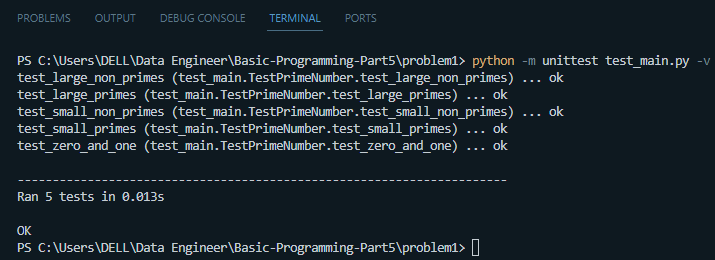 PROBLEMS OUTPUT DEBUG CONSOLE TERMINAL PORTS
PS C:\Users\DELL\Data Engineer\Basic-Programming-Part5\problem1> python -m unittest test_main.py -v
test_large_non_primes (test_main.TestPrimeNumber.test_large_non_primes) ... ok
test_large_primes (test_main.TestPrimeNumber.test_large_primes) ... ok
test_small_non_primes (test_main.TestPrimeNumber.test_small_non_primes) ... ok
test_small_primes (test_main.TestPrimeNumber.test_small_primes) ... ok
test_zero_and_one (test_main.TestPrimeNumber.test_zero_and_one) ... ok
----------------------------------------------------------------------
Ran 5 tests in 0.013s
OK
PS C:\Users\DELL\Data Engineer\Basic-Programming-Part5\problem1>